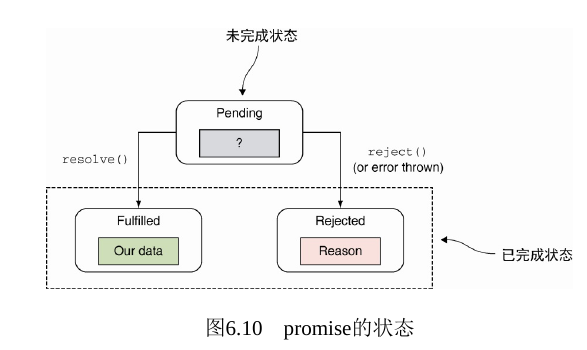 未完成状态
Pending
?
resolve()
reject()
(or error thrown)
Fulfilled
Our data
Rejected
Reason
已完成状态
图6.10 promise的状态